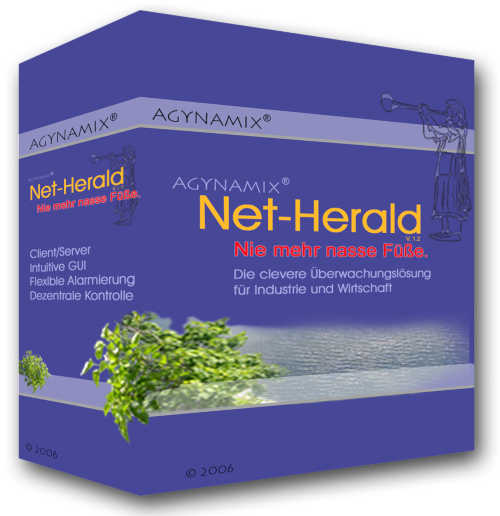 AGYNAMIX®
AGYNAMIX®
Net-Herald
Nie mehr nasse Füße.
Client/Server
Intuitive GUI
Flexible Alarmierung
Dezentrale Kontrolle
© 2006
AGYNAMIX®
AGYNAMIX®
Net-Herald
V. 1.2
Nie mehr nasse Füße.
Die clevere Überwachungslösung
für Industrie und Wirtschaft
© 2006